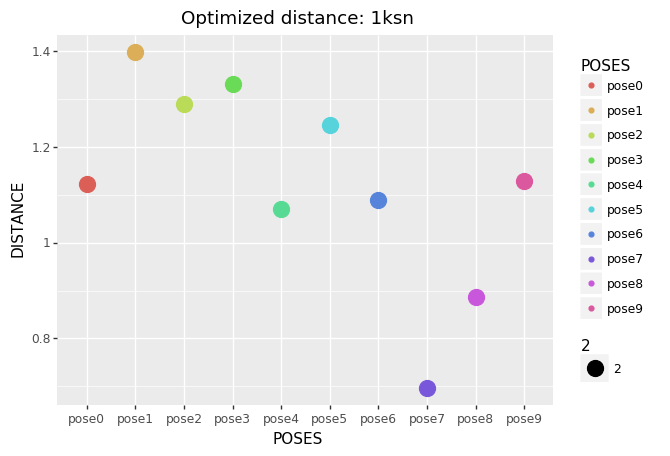 Optimized distance: 1ksn
1.4
1.2
1
0.8
DISTANCE
pose0 pose1 pose2 pose3 pose4 pose5 pose6 pose7 pose8 pose9
POSES
POSES
pose0
pose1
pose2
pose3
pose4
pose5
pose6
pose7
pose8
pose9
2
2